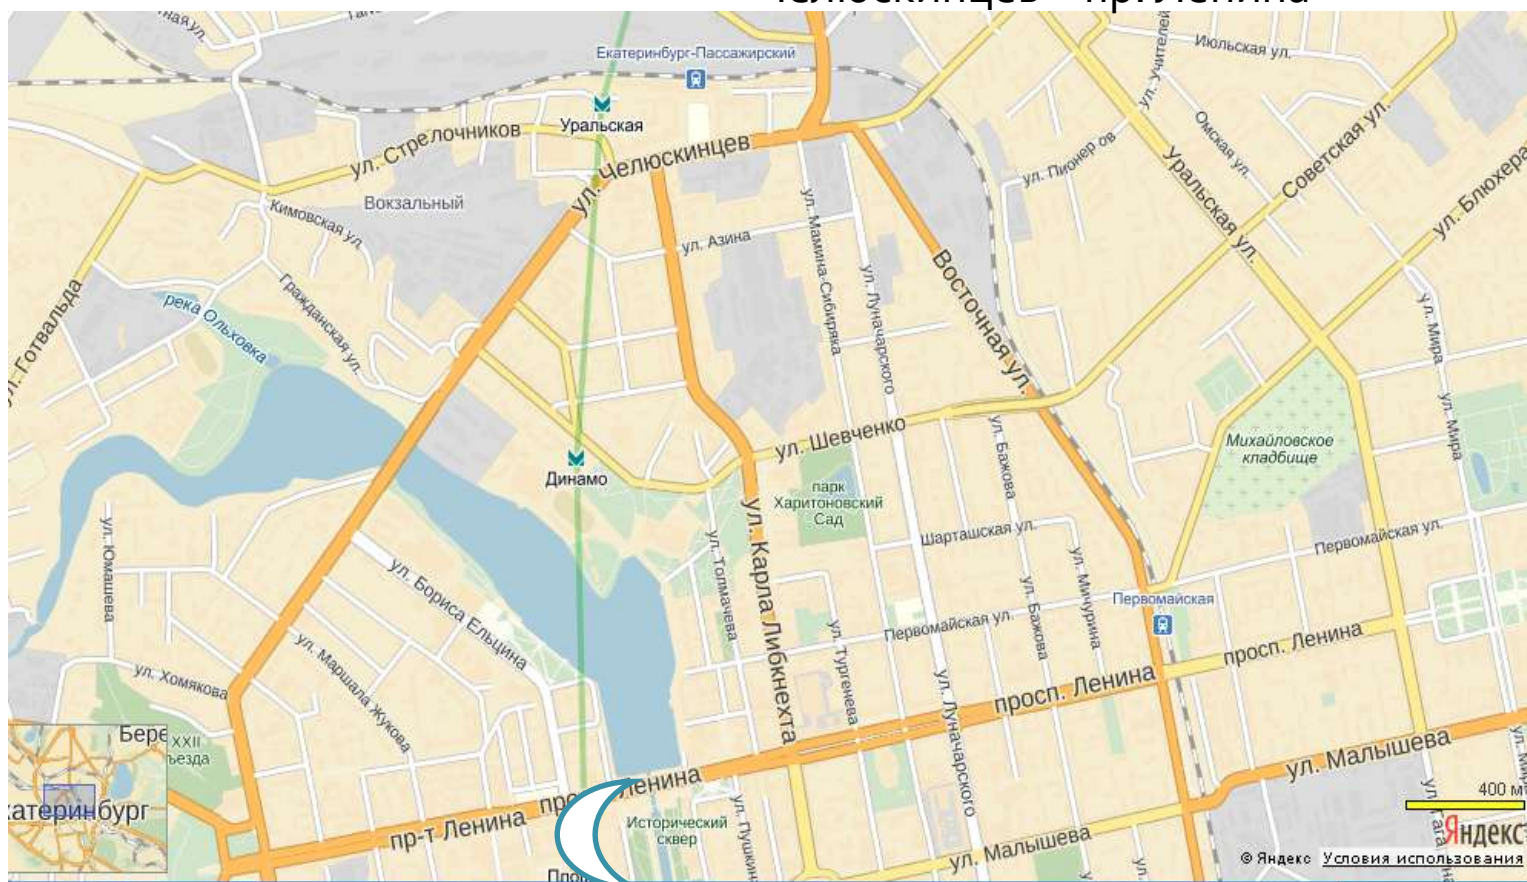 Челюскинцев – пр. Ленина
Екатеринбург-Пассажирский
Июльская ул.
ул. Учителей
Уральская
ул. Стрелочников
ул. Челюскинцев
Омская ул.
Советская ул.
ул. Пионеров
Уральская ул.
ул. Блюхера
Вокзальный
Кимовская ул.
ул. Азина
ул. Мамина-Сибиряка
ул. Луначарского
Восточная ул.
ул. Готвальда
река Ольховка
Гражданская ул.
ул. Мира
ул. Мира
ул. Шевченко
ул. Бажова
Михайловское
кладбище
Динамо
парк
Харитоновский
Сад
ул. Карла Либкнехта
ул. Толмачева
Шарташская ул.
Первомайская ул.
ул. Юмашева
ул. Бориса Ельцина
ул. Мичурина
ул. Бажова
Первомайская
Первомайская ул.
ул. Тургенева
ул. Маршала Жукова
ул. Хомякова
просп. Ленина
просп. Ленина
ул. Луначарского
XXII
ул. Малышева
400 м
пр-т Ленина
Исторический
сквер
ул. Малышева
Яндекс
© Яндекс Условия использования